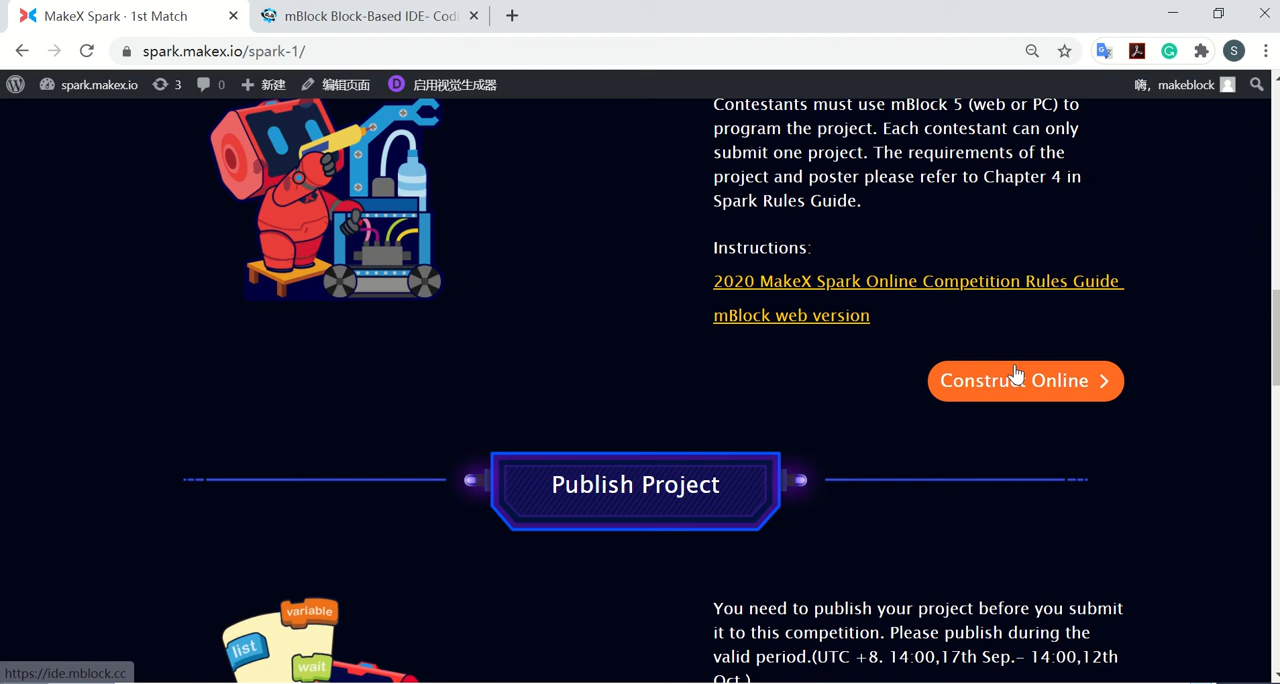 MakeX Spark · 1st Match
mBlock Block-Based IDE- Codi
spark.makex.io/spark-1/
S
spark.makex.io 3 0 新建 编辑页面 D 启用视觉生成器 嗨，makeblock
Contestants must use mBlock 5 (web or PC) to
program the project. Each contestant can only
submit one project. The requirements of the
project and poster please refer to Chapter 4 in
Spark Rules Guide.
Instructions:
2020 MakeX Spark Online Competition Rules Guide
mBlock web version
Construct Online
Publish Project
variable
list
wait
You need to publish your project before you submit
it to this competition. Please publish during the
valid period.(UTC +8. 14:00,17th Sep.– 14:00,12th
Oct.)
https://ide.mblock.cc